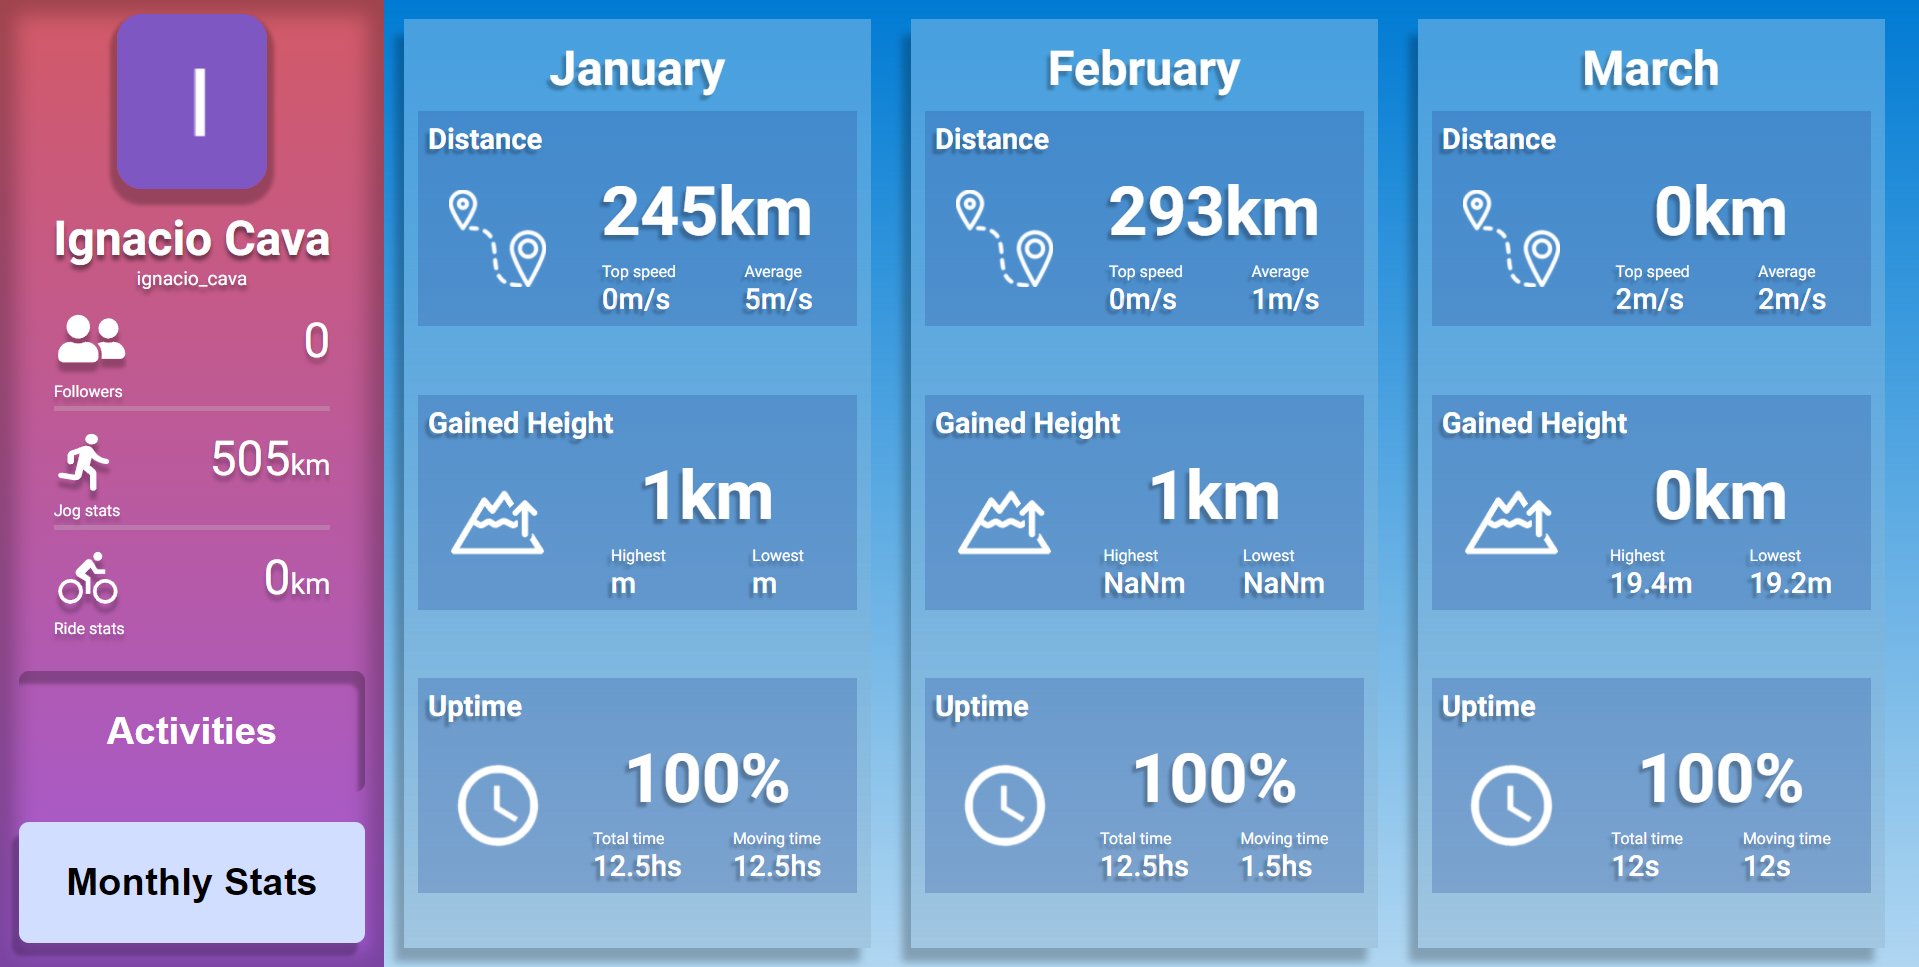 I
Ignacio Cava
ignacio_cava
0
Followers
505km
Jog stats
0km
Ride stats
Activities
Monthly Stats
January
Distance
245km
Top speed Average
0m/s 5m/s
Gained Height
1km
Highest Lowest
m m
Uptime
100%
Total time Moving time
12.5hs 12.5hs
February
Distance
293km
Top speed Average
0m/s 1m/s
Gained Height
1km
Highest Lowest
NaNm NaNm
Uptime
100%
Total time Moving time
12.5hs 1.5hs
March
Distance
0km
Top speed Average
2m/s 2m/s
Gained Height
0km
Highest Lowest
19.4m 19.2m
Uptime
100%
Total time Moving time
12s 12s